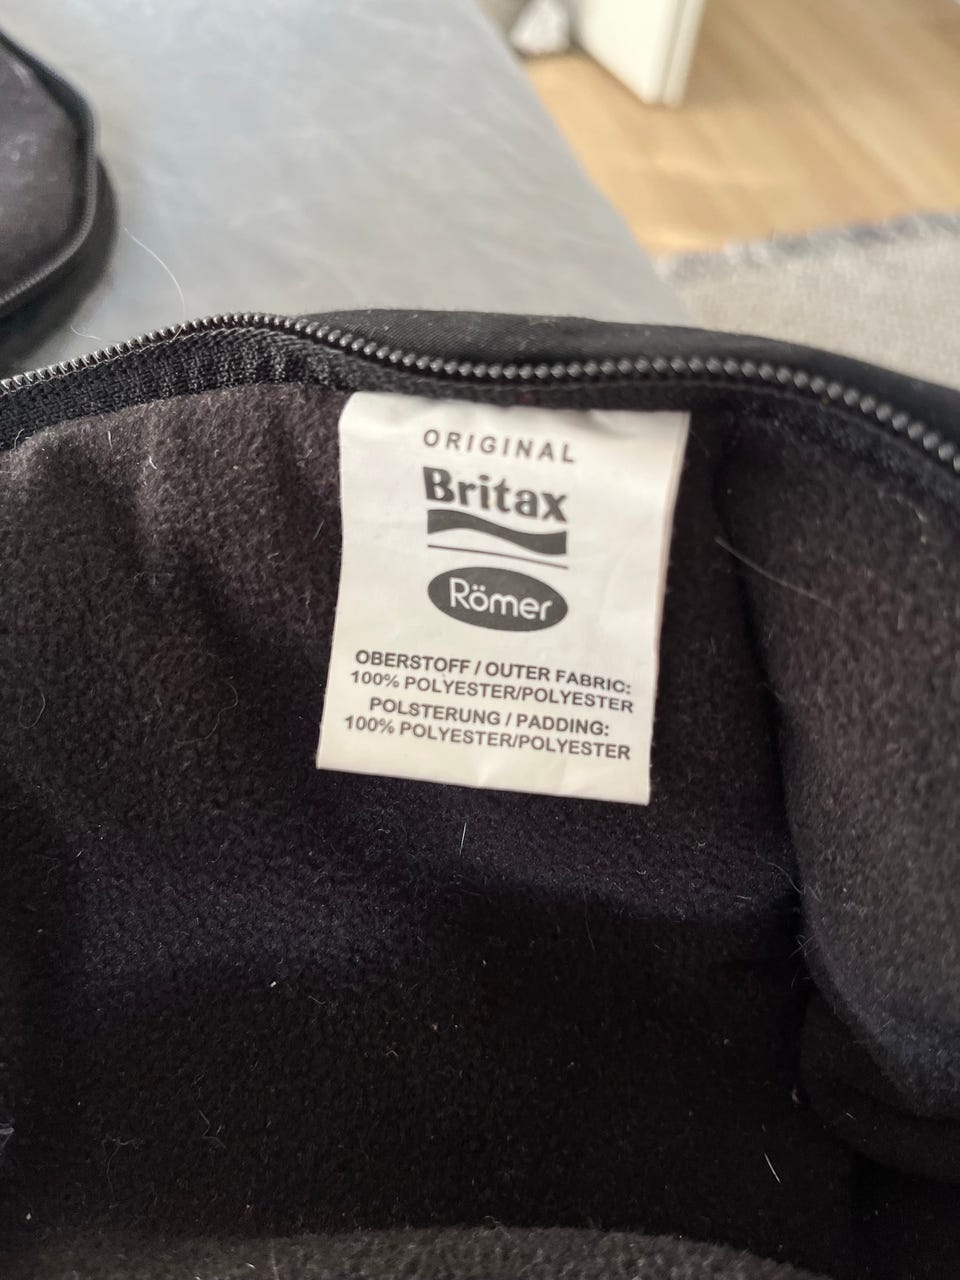 ORIGINAL
Britax
Römer
OBERSTOFF / OUTER FABRIC:
100% POLYESTER/POLYESTER
POLSTERUNG / PADDING:
100% POLYESTER/POLYESTER